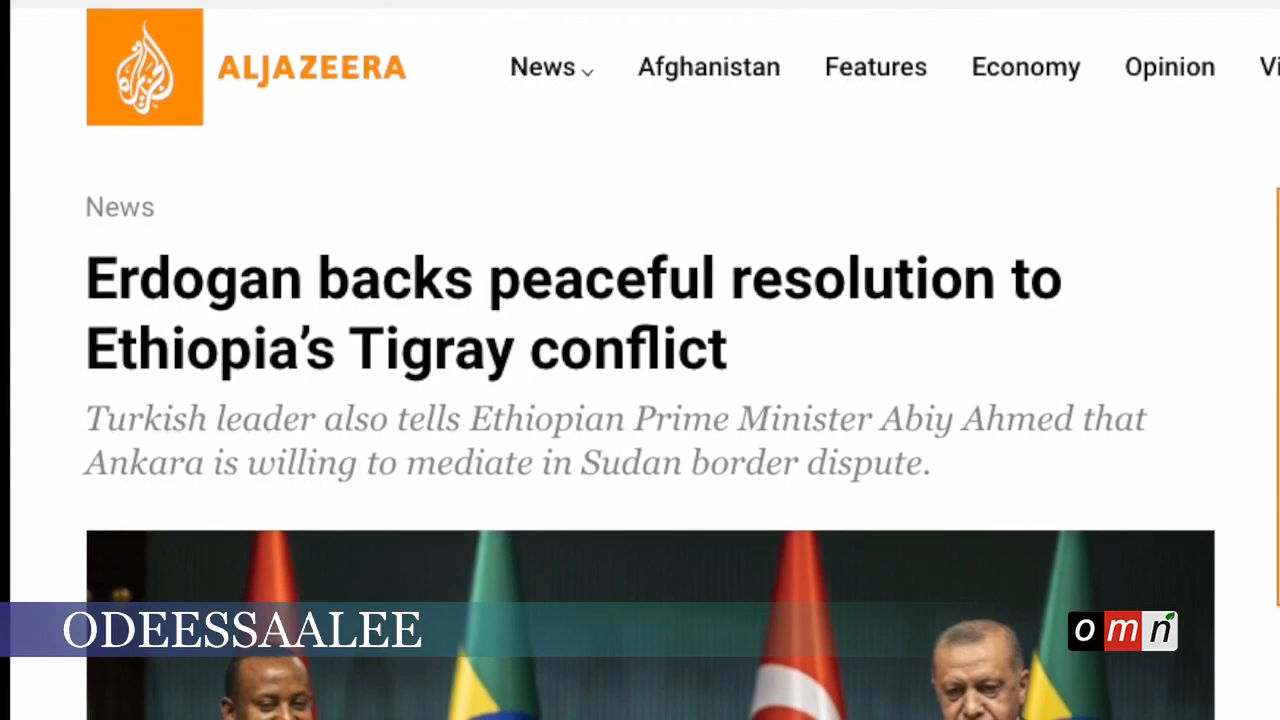 ALJAZEERA
News Afghanistan Features Economy Opinion Vi
News
Erdogan backs peaceful resolution to
Ethiopia’s Tigray conflict
Turkish leader also tells Ethiopian Prime Minister Abiy Ahmed that
Ankara is willing to mediate in Sudan border dispute.
ODEESSAALEE
omn